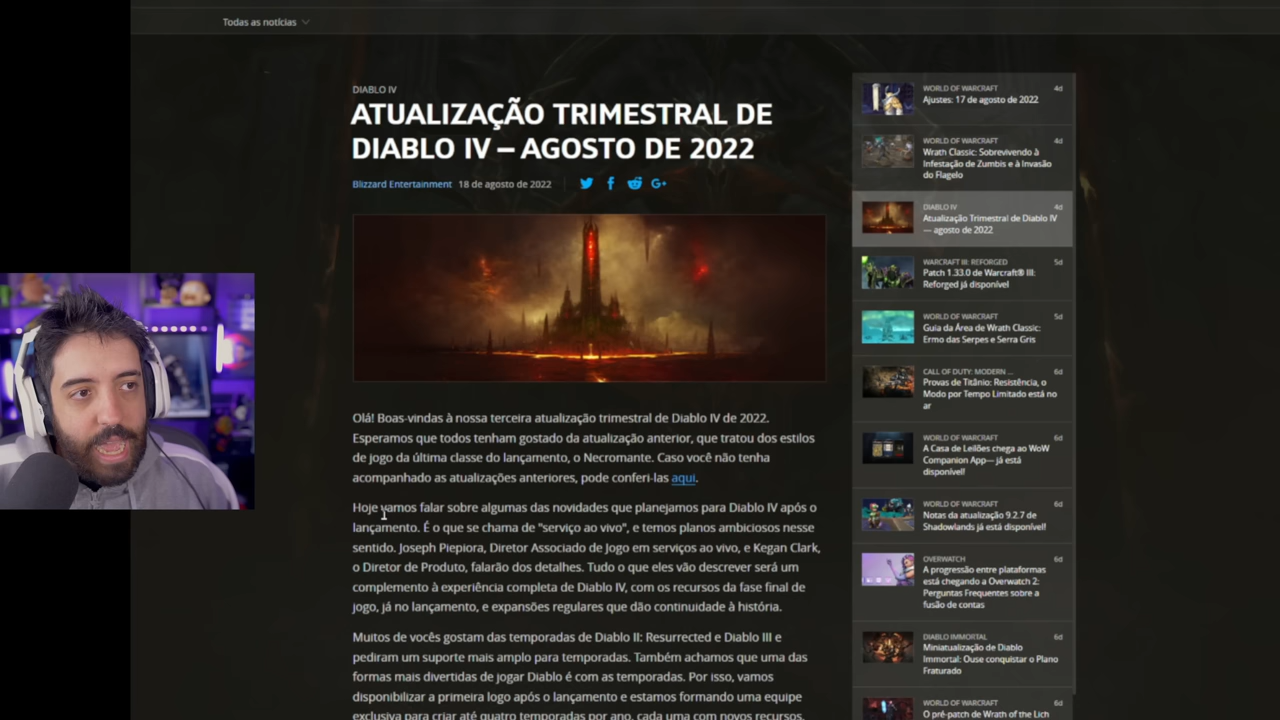 Todas as notícias
DIABLO IV
ATUALIZAÇÃO TRIMESTRAL DE
DIABLO IV – AGOSTO DE 2022
Blizzard Entertainment 18 de agosto de 2022
Olá! Boas-vindas à nossa terceira atualização trimestral de Diablo IV de 2022.
Esperamos que todos tenham gostado da atualização anterior, que tratou dos estilos
de jogo da última classe do lançamento, o Necromante. Caso você não tenha
acompanhado as atualizações anteriores, pode conferi-las aqui.
Hoje vamos falar sobre algumas das novidades que planejamos para Diablo IV após o
lançamento. É o que se chama de "serviço ao vivo", e temos planos ambiciosos nesse
sentido. Joseph Piepiora, Diretor Associado de Jogo em serviços ao vivo, e Kegan Clark,
o Diretor de Produto, falarão dos detalhes. Tudo o que eles vão descrever será um
complemento à experiência completa de Diablo IV, com os recursos da fase final de
jogo, já no lançamento, e expansões regulares que dão continuidade à história.
Muitos de vocês gostam das temporadas de Diablo II: Resurrected e Diablo III e
pediram um suporte mais amplo para temporadas. Também achamos que uma das
formas mais divertidas de jogar Diablo é com as temporadas. Por isso, vamos
disponibilizar a primeira logo após o lançamento e estamos formando uma equipe
exclusiva para criar até quatro temporadas por ano, cada uma com novos recursos,
WORLD OF WARCRAFT 4d
Ajustes: 17 de agosto de 2022
WORLD OF WARCRAFT 4d
Wrath Classic: Sobrevivendo à
Infestação de Zumbis e à Invasão
do Flagelo
DIABLO IV 4d
Atualização Trimestral de Diablo IV
— agosto de 2022
WARCRAFT III: REFORGED 5d
Patch 1.33.0 de Warcraft® III:
Reforged já disponível
WORLD OF WARCRAFT 5d
Guia da Área de Wrath Classic:
Ermo das Serpes e Serra Gris
CALL OF DUTY: MODERN ... 6d
Provas de Titânio: Resistência, o
Modo por Tempo Limitado está no
ar
WORLD OF WARCRAFT 6d
A Casa de Leilões chega ao WoW
Companion App— já está
disponível!
WORLD OF WARCRAFT 6d
Notas da atualização 9.2.7 de
Shadowlands já está disponível!
OVERWATCH 6d
A progressão entre plataformas
está chegando a Overwatch 2:
Perguntas Frequentes sobre a
fusão de contas
DIABLO IMMORTAL 6d
Miniatualização de Diablo
Immortal: Ouse conquistar o Plano
Fraturado
WORLD OF WARCRAFT 6d
O pré-patch de Wrath of the Lich